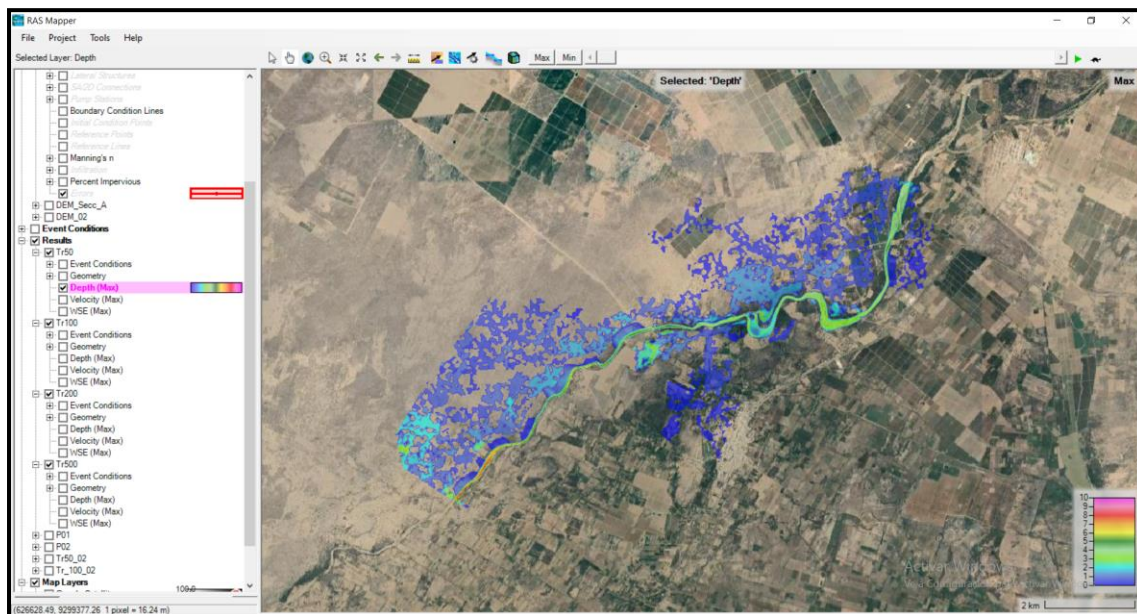 RAS Mapper
File Project Tools Help
Selected Layer: Depth
Max Min
Lateral Structures
SA/2D Connections
Pump Stations
Boundary Condition Lines
Initial Condition Points
Reference Points
Reference Lines
Manning's n
Infiltration
Percent Impervious
Errors
DEM_Secc_A
DEM_02
Event Conditions
Results
Tr50
Event Conditions
Geometry
Depth (Max)
Velocity (Max)
WSE (Max)
Tr100
Event Conditions
Geometry
Depth (Max)
Velocity (Max)
WSE (Max)
Tr200
Event Conditions
Geometry
Depth (Max)
Velocity (Max)
WSE (Max)
Tr500
Event Conditions
Geometry
Depth (Max)
Velocity (Max)
WSE (Max)
P01
P02
Tr50_02
Tr_100_02
Map Layers
(626628.49, 9299377.26 1 pixel = 16.24 m)
Selected: 'Depth'
Max
10
9
8
7
6
5
4
3
2
1
0
Activar Windows
2 km